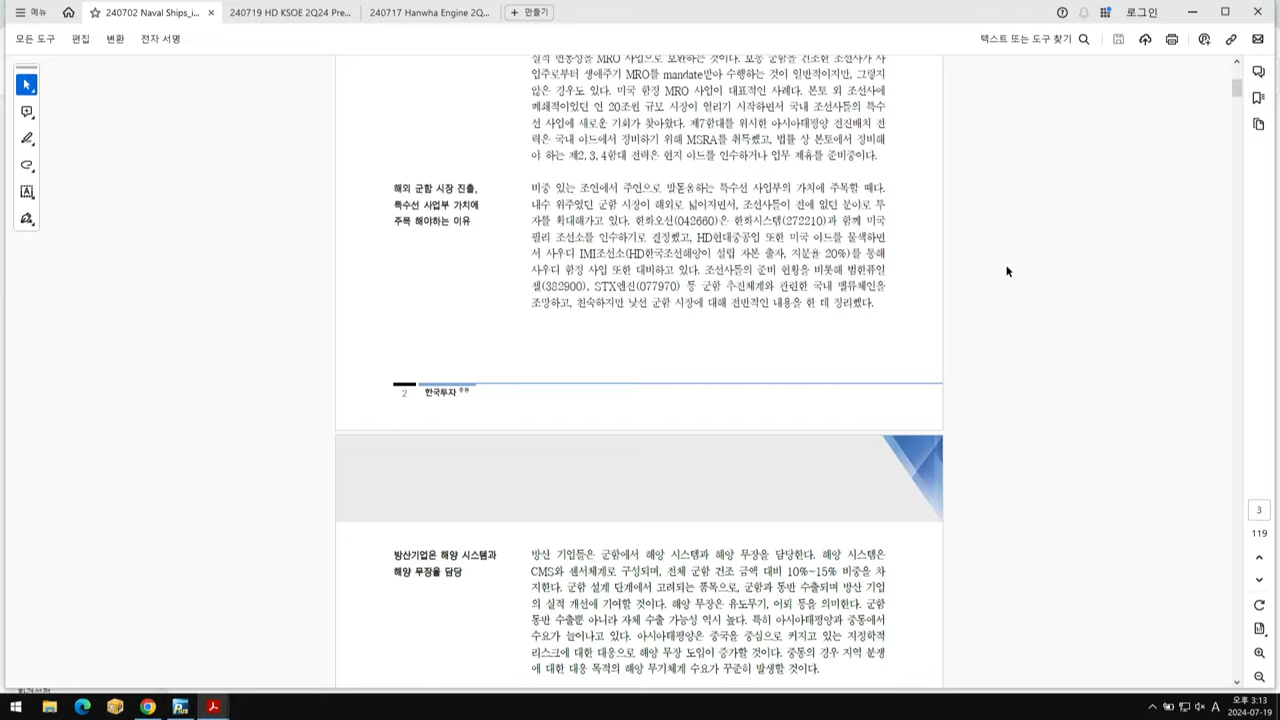 메뉴
240702 Naval Ships_i...
240719 HD KSOE 2Q24 Pre...
240717 Hanwha Engine 2Q...
만들기
로그인
모든 도구
편집
변환
전자 서명
텍스트 또는 도구 찾기
실적 변동성을 MRO 사업으로 보완하는 것이다. 보통 군함을 건조한 조선사가 사
업주로부터 생애주기 MRO를 mandate받아 수행하는 것이 일반적이지만, 그렇지
않은 경우도 있다. 미국 함정 MRO 사업이 대표적인 사례다. 본토 외 조선사에
폐쇄적이었던 연 20조원 규모 시장이 열리기 시작하면서 국내 조선사들의 특수
선 사업에 새로운 기회가 찾아왔다. 제7함대를 위시한 아시아태평양 전진배치 전
력은 국내 야드에서 정비하기 위해 MSRA를 취득했고, 법률 상 본토에서 정비해
야 하는 제2, 3, 4함대 전력은 현지 야드를 인수하거나 업무 제휴를 준비중이다.
해외 군함 시장 진출,
특수선 사업부 가치에
주목 해야하는 이유
비중 있는 조연에서 주연으로 발돋움하는 특수선 사업부의 가치에 주목할 때다.
내수 위주였던 군함 시장이 해외로 넓어지면서, 조선사들이 전에 없던 분야로 투
자를 확대해가고 있다. 한화오션(042660)은 한화시스템(272210)과 함께 미국
필리 조선소를 인수하기로 결정했고, HD현대중공업 또한 미국 야드를 물색하면
서 사우디 IMI조선소(HD한국조선해양이 설립 자본 출자, 지분율 20%)를 통해
사우디 함정 사업 또한 대비하고 있다. 조선사들의 준비 현황을 비롯해 범한퓨얼
셀(382900), STX엔진(077970) 등 군함 추진체계와 관련한 국내 밸류체인을
조망하고, 친숙하지만 낯선 군함 시장에 대해 전반적인 내용을 한 데 정리했다.
2
한국투자 증권
방산기업은 해양 시스템과
해양 무장을 담당
방산 기업들은 군함에서 해양 시스템과 해양 무장을 담당한다. 해양 시스템은
CMS와 센서체계로 구성되며, 전체 군함 건조 금액 대비 10%~15% 비중을 차
지한다. 군함 설계 단계에서 고려되는 품목으로, 군함과 동반 수출되며 방산 기업
의 실적 개선에 기여할 것이다. 해양 무장은 유도무기, 어뢰 등을 의미한다. 군함
동반 수출뿐 아니라 자체 수출 가능성 역시 높다. 특히 아시아태평양과 중동에서
수요가 늘어나고 있다. 아시아태평양은 중국을 중심으로 커지고 있는 지정학적
리스크에 대한 대응으로 해양 무장 도입이 증가할 것이다. 중동의 경우 지역 분쟁
에 대한 대응 목적의 해양 무기체계 수요가 꾸준히 발생할 것이다.
3
119
A
오후 3:13
2024-07-19